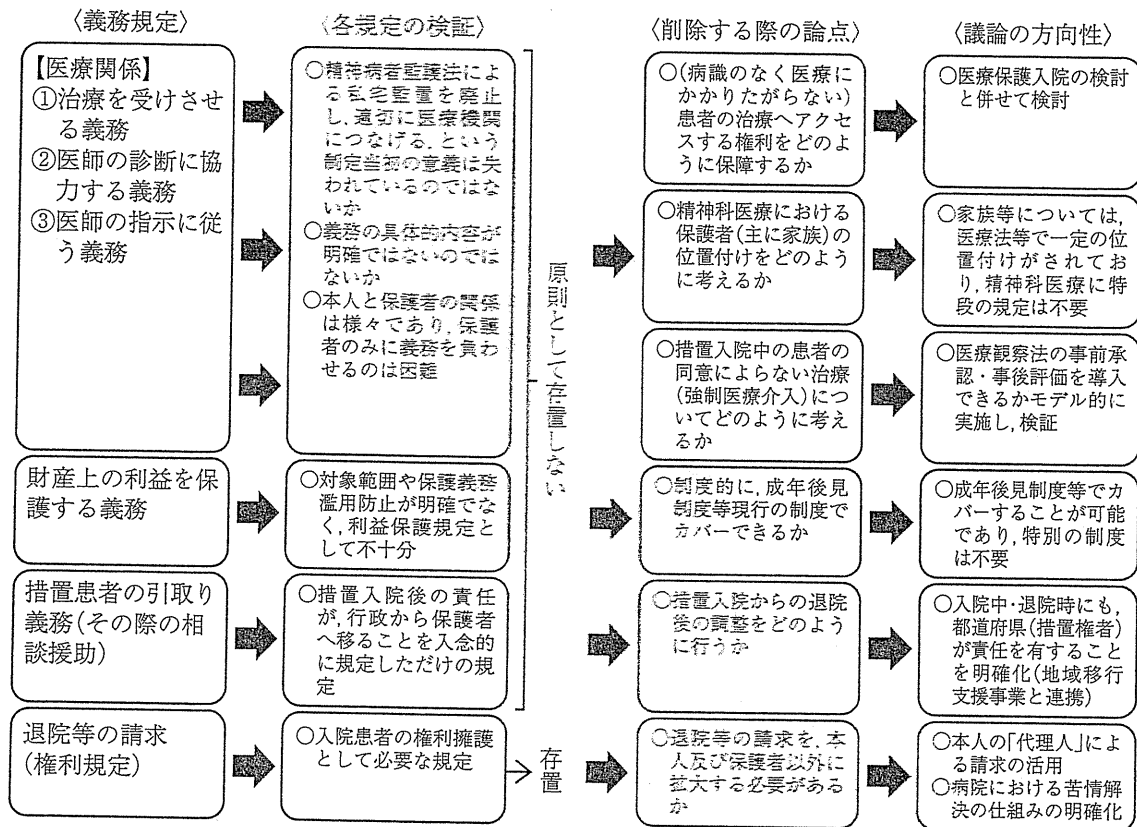 〈義務規定〉
【医療関係】
①治療を受けさせ
る義務
②医師の診断に協
力する義務
③医師の指示に従
う義務
財産上の利益を保
護する義務
措置患者の引取り
義務(その際の相
談援助)
退院等の請求
(権利規定)
〈各規定の検証〉
○精神病者監護法によ
る私宅監置を廃止
し,適切に医療機関
につなげる,という
制定当初の意義は失
われているのではな
いか
○義務の具体的内容が
明確ではないのでは
ないか
○本人と保護者の関係
は様々であり,保護
者のみに義務を負わ
せるのは困難
○対象範囲や保護義務
濫用防止が明確でな
く,利益保護規定と
して不十分
○措置入院後の責任
が,行政から保護者
へ移ることを入念的
に規定しただけの規
定
○入院患者の権利擁護
として必要な規定
原則として存置しない
存置
〈削除する際の論点〉
○(病識のなく医療に
かかりたがらない)
患者の治療へアクセ
スする権利をどのよ
うに保障するか
○精神科医療における
保護者(主に家族)の
位置付けをどのよう
に考えるか
○措置入院中の患者の
同意によらない治療
(強制医療介入)に
ついてどのように考え
るか
○制度的に,成年後見
制度等現行の制度で
カバーできるか
○措置入院からの退院
後の調整をどのよう
に行うか
○退院等の請求を,本
人及び保護者以外に
拡大する必要がある
か
〈議論の方向性〉
○医療保護入院の検討
と併せて検討
○家族等については,
医療法等で一定の位
置付けがされてお
り,精神科医療に特
段の規定は不要
○医療観察法の事前承
認・事後評価を導入
できるかモデル的に
実施し,検証
○成年後見制度等でカ
バーすることが可能
であり,特別の制度
は不要
○入院中・退院時にも,
都道府県(措置権者)
が責任を有すること
を明確化(地域移行
支援事業と連携)
○本人の「代理人」によ
る請求の活用
○病院における苦情解
決の仕組みの明確化